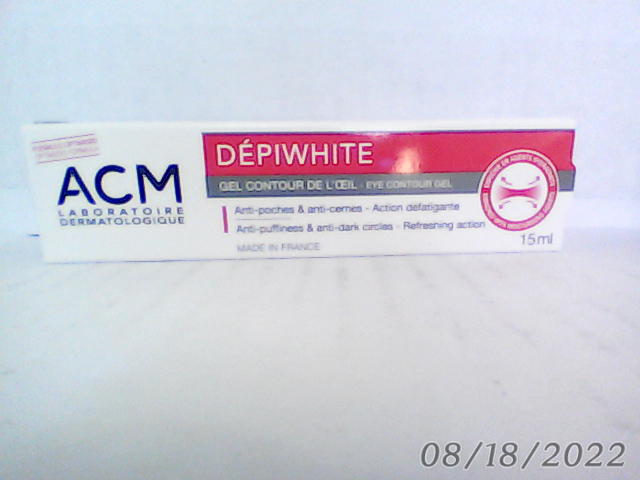 ACM
LABORATOIRE
DERMATOLOGIQUE
DÉPIWHITE
GEL CONTOUR DE L'ŒIL - EYE CONTOUR GEL
Anti-poches & anti-cernes - Action défatigante
Anti-puffiness & anti-dark circles - Refreshing action
MADE IN FRANCE
15ml
08/18/2022